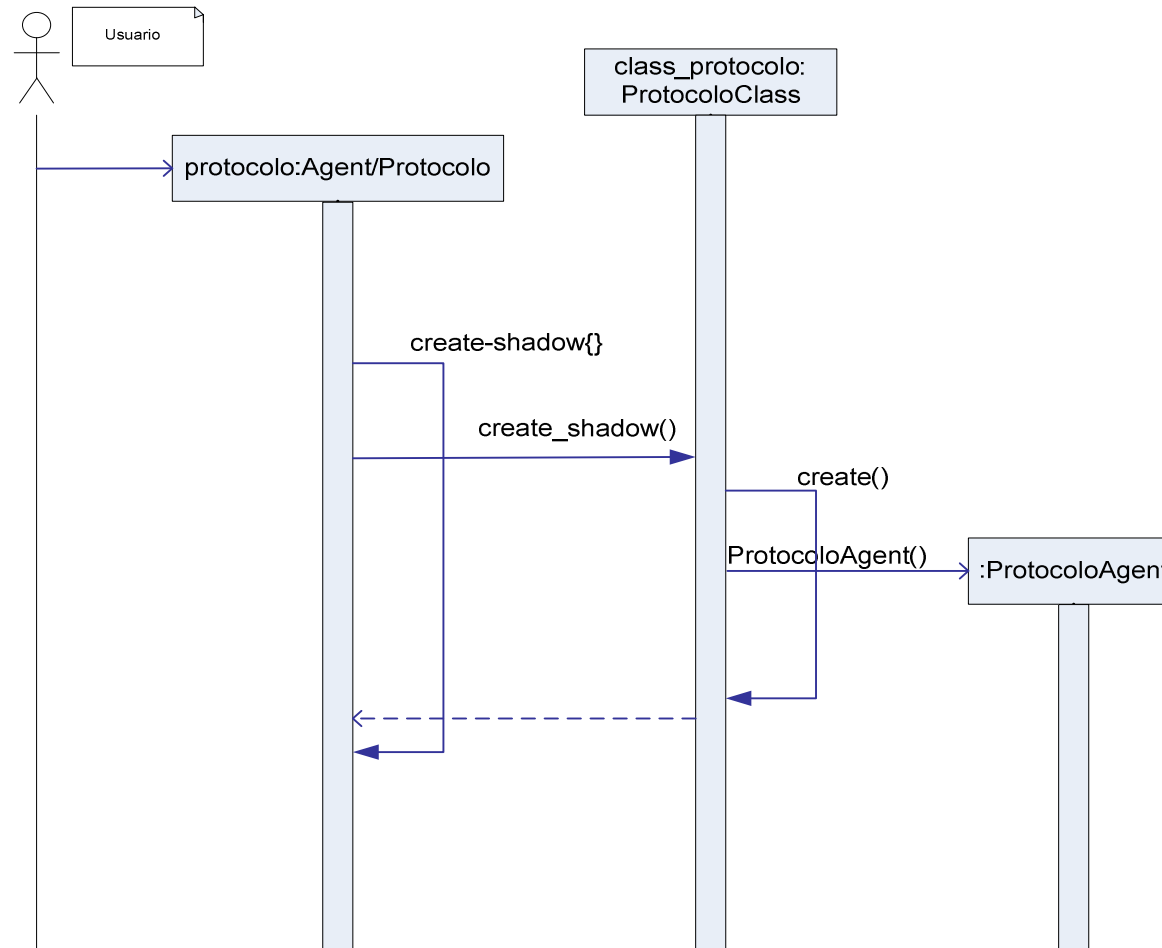 Usuario
class_protocolo:
ProtocoloClass
protocolo:Agent/Protocolo
create-shadow{}
create_shadow()
create()
ProtocoloAgent()
:ProtocoloAgent